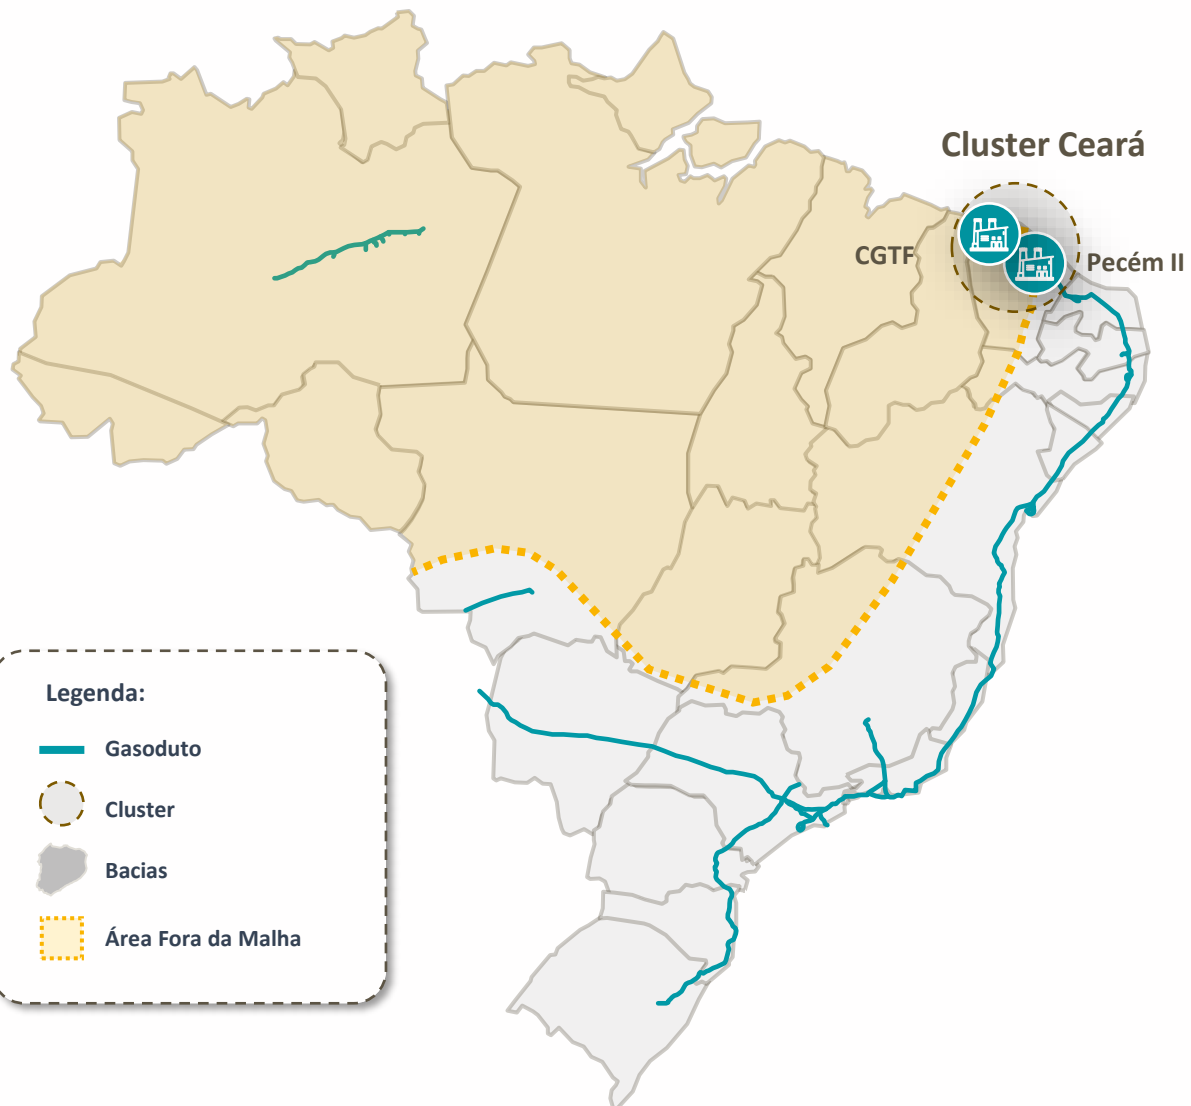 Cluster Ceará
CGTF
Pecém II
Legenda:
Gasoduto
Cluster
Bacias
Área Fora da Malha